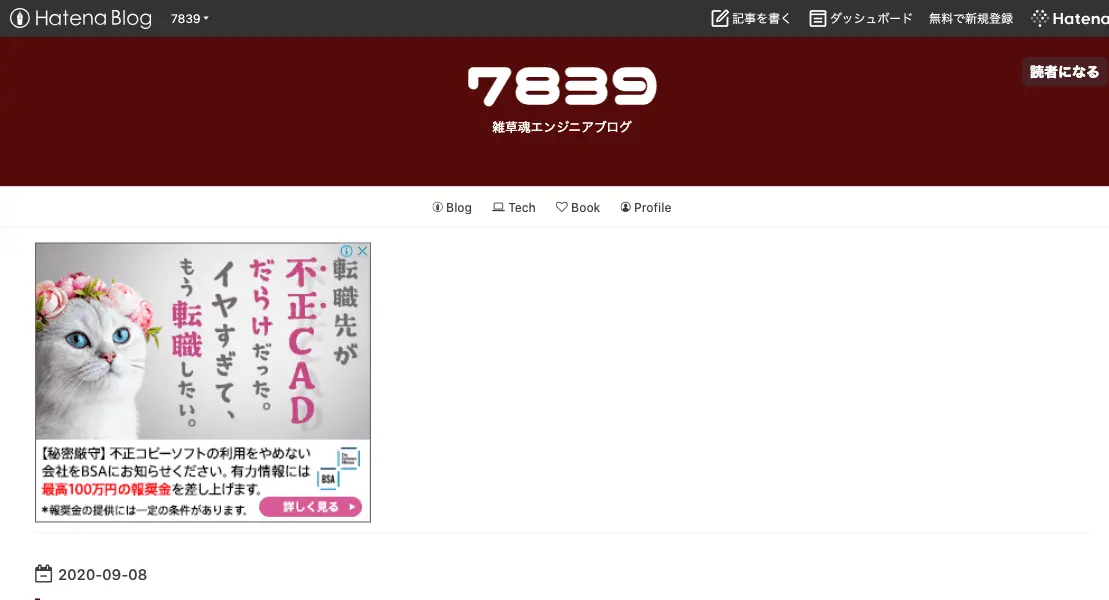 Hatena Blog 7839 記事を書く ダッシュボード 無料で新規登録 Hatena
読者になる
7839
雑草魂エンジニアブログ
Blog Tech Book Profile
転職先が
不正CAD
だらけだった。
イヤすぎて、
もう転職したい。
【秘密厳守】不正コピーソフトの利用をやめない
会社をBSAにお知らせください。有力情報には
最高100万円の報奨金を差し上げます。
*報奨金の提供には一定の条件があります。
BSA
詳しく見る
2020-09-08